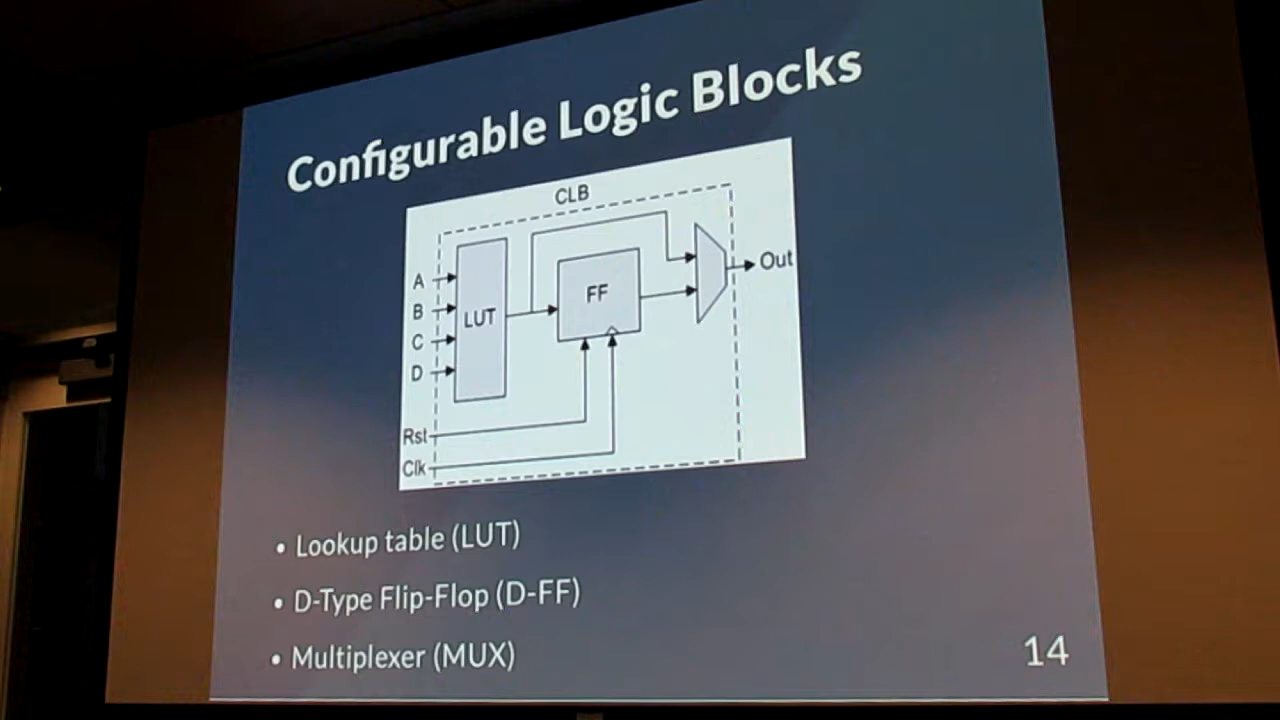 Configurable Logic Blocks
CLB
A
B
C
D
LUT
FF
Out
Rst
Clk
• Lookup table (LUT)
• D-Type Flip-Flop (D-FF)
• Multiplexer (MUX)
14